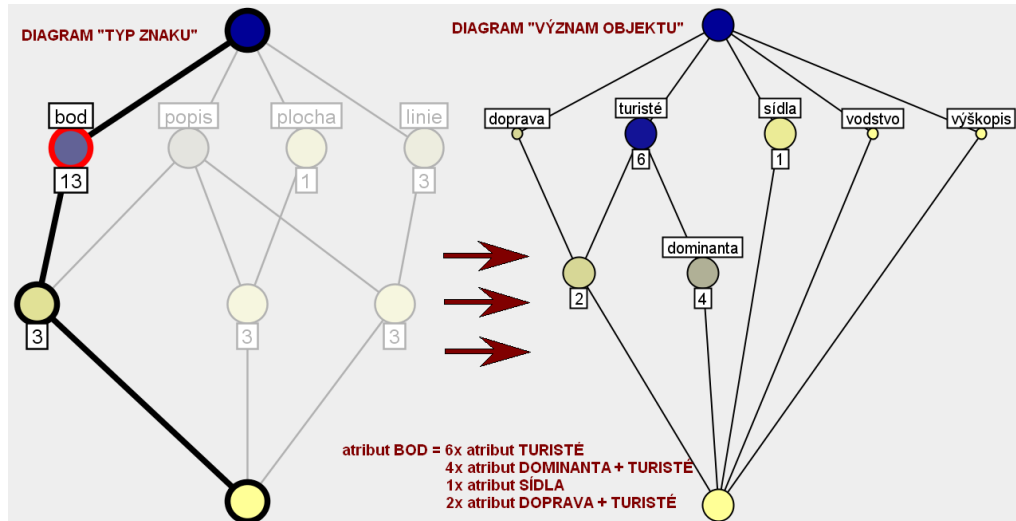 DIAGRAM "TYP ZNAKU"
bod
popis
plocha
linie
13
1
3
3
3
3
DIAGRAM "VÝZNAM OBJEKTU"
doprava
turisté
sídla
vodstvo
výškopis
6
1
dominanta
2
4
atribut BOD = 6x atribut TURISTÉ
4x atribut DOMINANTA + TURISTÉ
1x atribut SÍDLA
2x atribut DOPRAVA + TURISTÉ